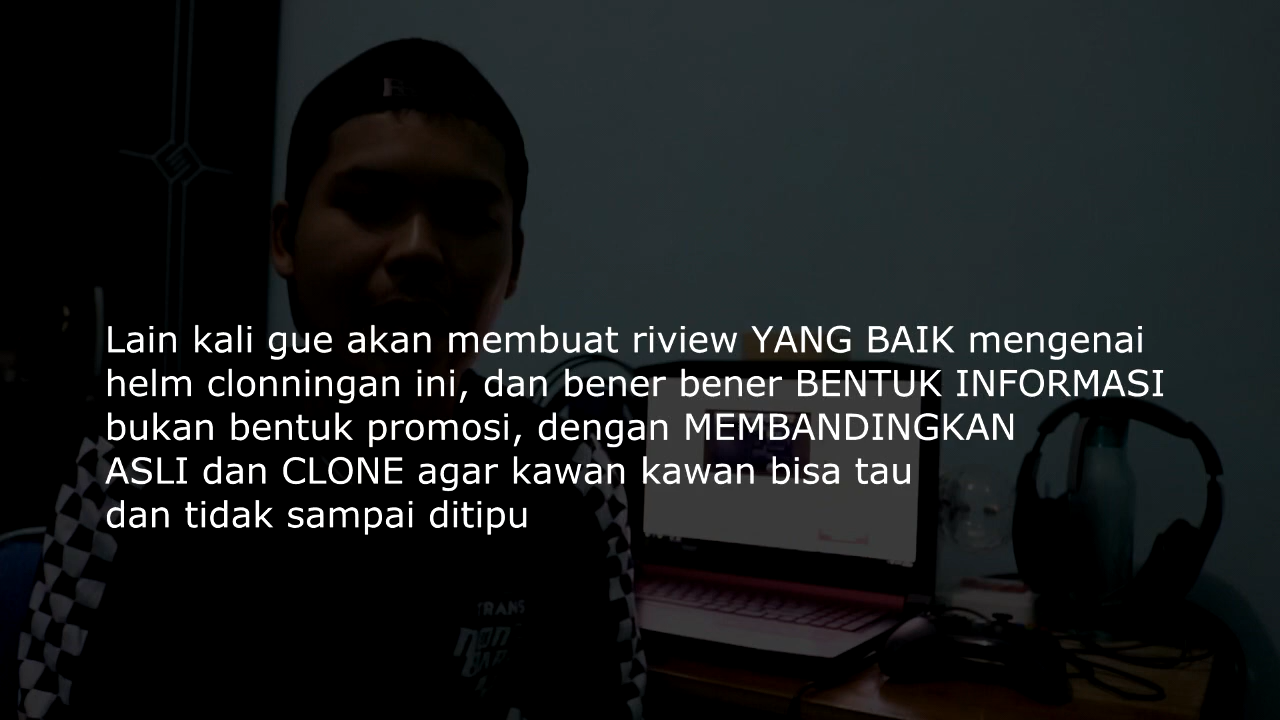 Lain kali gue akan membuat riview YANG BAIK mengenai
helm clonningan ini, dan bener bener BENTUK INFORMASI
bukan bentuk promosi, dengan MEMBANDINGKAN
ASLI dan CLONE agar kawan kawan bisa tau
dan tidak sampai ditipu
TRANS